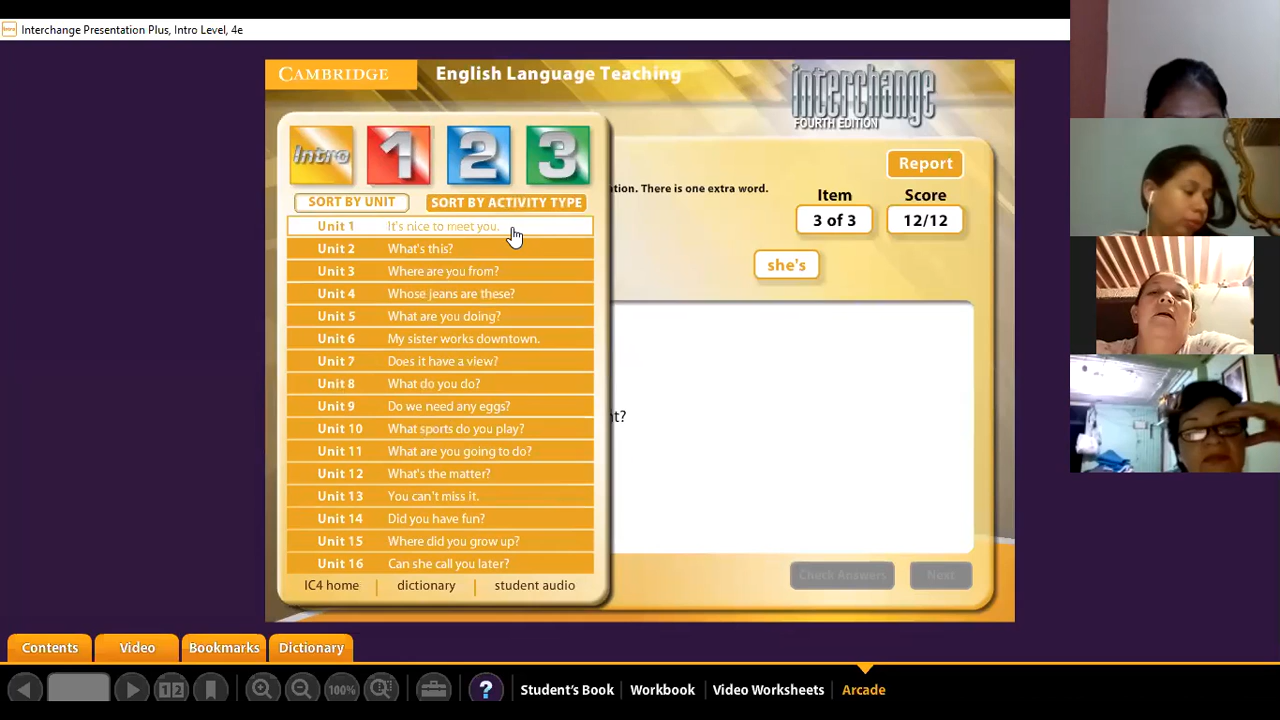 Interchange Presentation Plus, Intro Level, 4e
CAMBRIDGE English Language Teaching
interchange
FOURTH EDITION
Intro 1 2 3
Report
SORT BY UNIT SORT BY ACTIVITY TYPE
There is one extra word.
Item Score
3 of 3 12/12
she's
Unit 1 It's nice to meet you.
Unit 2 What's this?
Unit 3 Where are you from?
Unit 4 Whose jeans are these?
Unit 5 What are you doing?
Unit 6 My sister works downtown.
Unit 7 Does it have a view?
Unit 8 What do you do?
Unit 9 Do we need any eggs?
Unit 10 What sports do you play?
Unit 11 What are you going to do?
Unit 12 What's the matter?
Unit 13 You can't miss it.
Unit 14 Did you have fun?
Unit 15 Where did you grow up?
Unit 16 Can she call you later?
IC4 home | dictionary | student audio
Check Answers Next
Contents Video Bookmarks Dictionary
12 100% ? Student's Book Workbook Video Worksheets Arcade